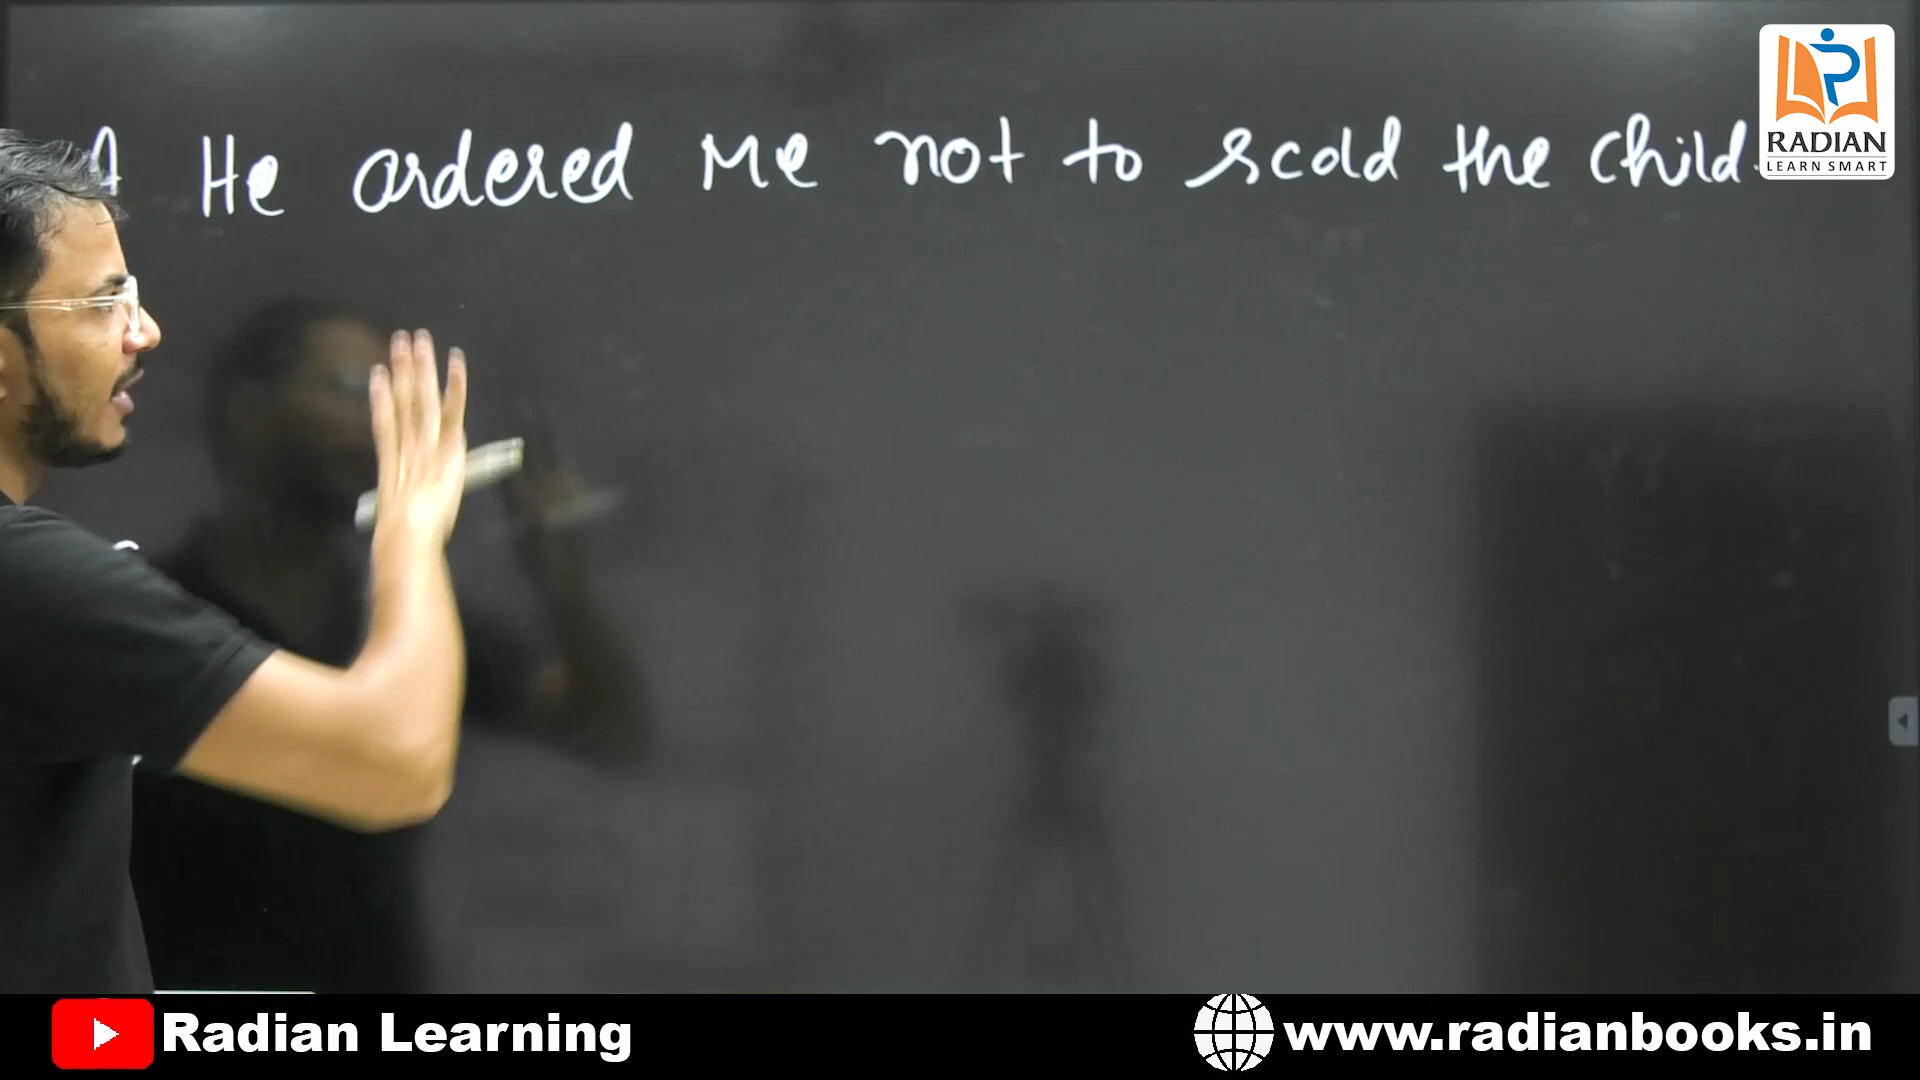 A He ordered Me not to scold the child.
RADIAN
LEARN SMART
Radian Learning
www.radianbooks.in